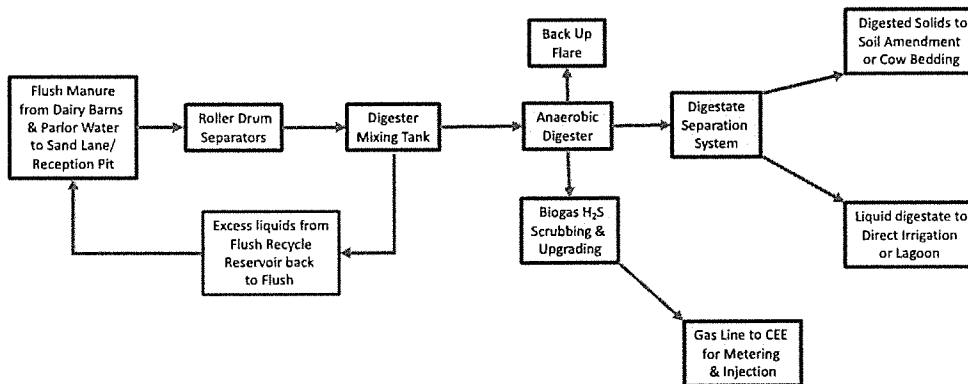 Flush Manure
from Dairy Barns
& Parlor Water
to Sand Lane/
Reception Pit
Roller Drum
Separators
Digester
Mixing Tank
Excess liquids from
Flush Recycle
Reservoir back
to Flush
Back Up
Flare
Anaerobic
Digester
Biogas H₂S
Scrubbing &
Upgrading
Gas Line to CEE
for Metering
& Injection
Digestate
Separation
System
Digested Solids to
Soil Amendment
or Cow Bedding
Liquid digestate to
Direct Irrigation
or Lagoon